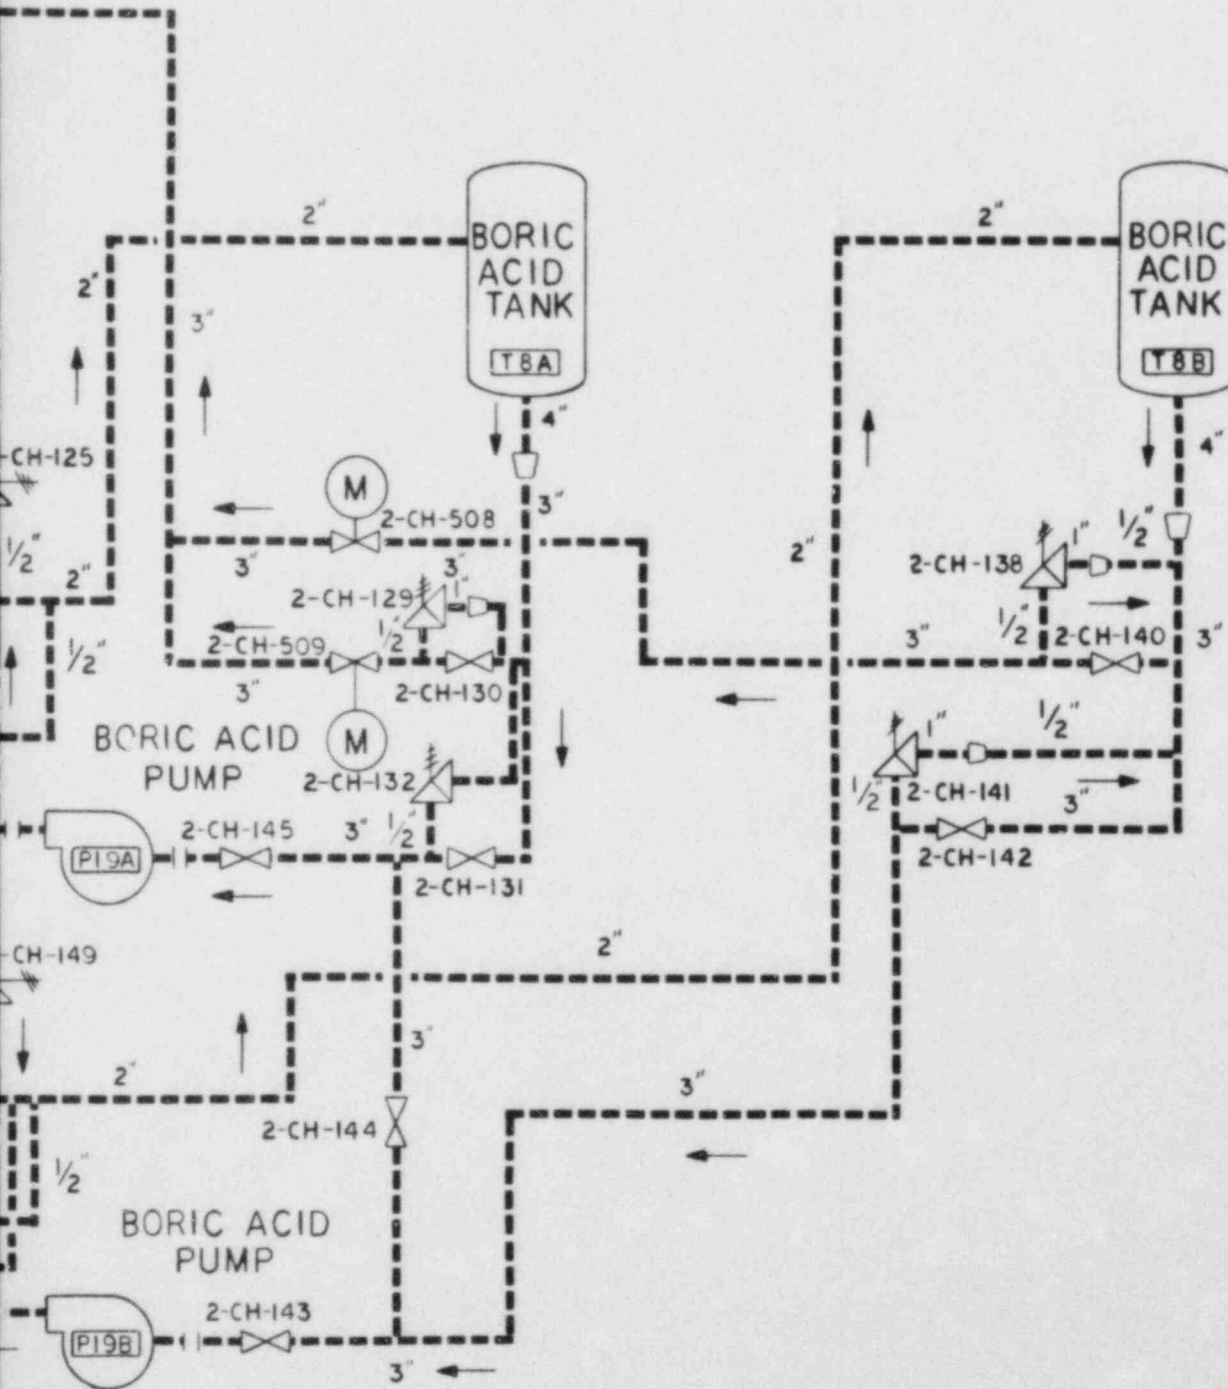 2"
2"
BORIC
ACID
TANK
T8A
BORIC
ACID
TANK
T8B
2"
3"
4"
4"
-CH-125
M
2-CH-508
3"
1/2"
1/2"
2"
3"
3"
2"
1"
2-CH-138
2-CH-129
1"
1/2"
1/2"
2-CH-140
3"
3"
2-CH-509
3"
2-CH-130
1/2"
BORIC ACID
PUMP
M
1"
1/2"
2-CH-132
1/2"
2-CH-141
3"
2-CH-145
3"
1/2"
P19A
2-CH-131
2-CH-142
-CH-149
2"
3"
2"
3"
2-CH-144
1/2"
BORIC ACID
PUMP
2-CH-143
P19B
3"